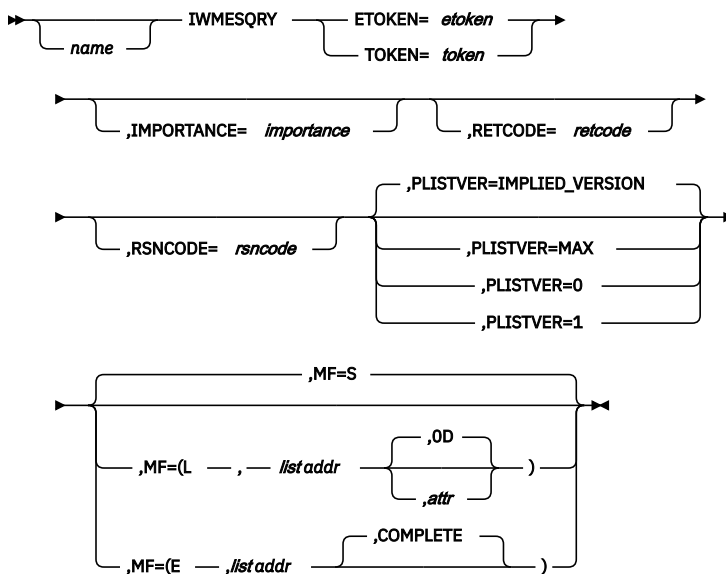 IWMESQRY ETOKEN= etoken
name TOKEN= token
,IMPORTANCE= importance ,RETCODE= retcode
,PLISTVER=IMPLIED_VERSION
,RSNCODE= rsncode ,PLISTVER=MAX
,PLISTVER=0
,PLISTVER=1
,MF=S
,0D
,MF=(L , list addr )
,attr
,COMPLETE
,MF=(E ,list addr )